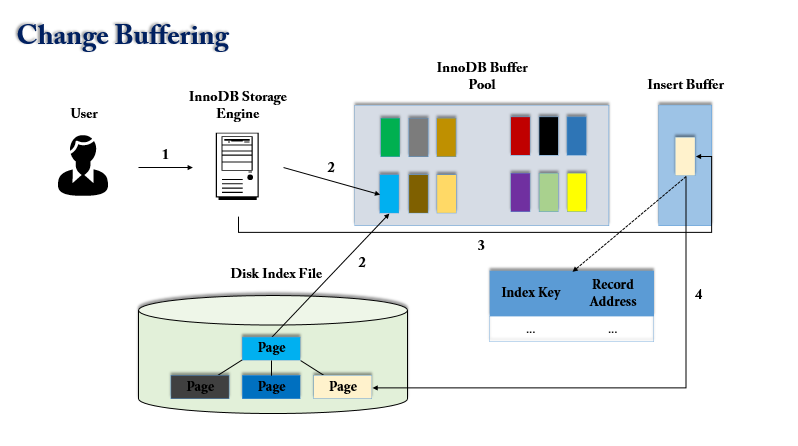 Change Buffering
InnoDB Buffer
Pool
Insert Buffer
InnoDB Storage
Engine
User
1
2
3
2
Disk Index File
Index Key
Record
Address
...
...
4
Page
Page
Page
Page